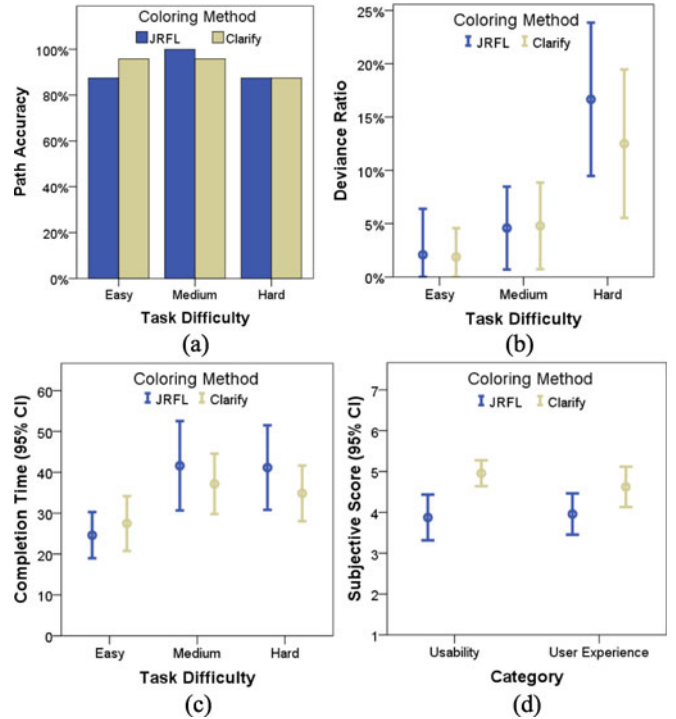 Coloring Method
JRFL Clarify
100%
80%
60%
40%
20%
0%
Path Accuracy
Easy Medium Hard
Task Difficulty
(a)
Coloring Method
JRFL Clarify
25%
20%
15%
10%
5%
0%
Deviance Ratio
Easy Medium Hard
Task Difficulty
(b)
Coloring Method
JRFL Clarify
60
50
40
30
20
10
0
Completion Time (95% CI)
Easy Medium Hard
Task Difficulty
(c)
Coloring Method
JRFL Clarify
7
6
5
4
3
2
1
Subjective Score (95% CI)
Usability User Experience
Category
(d)